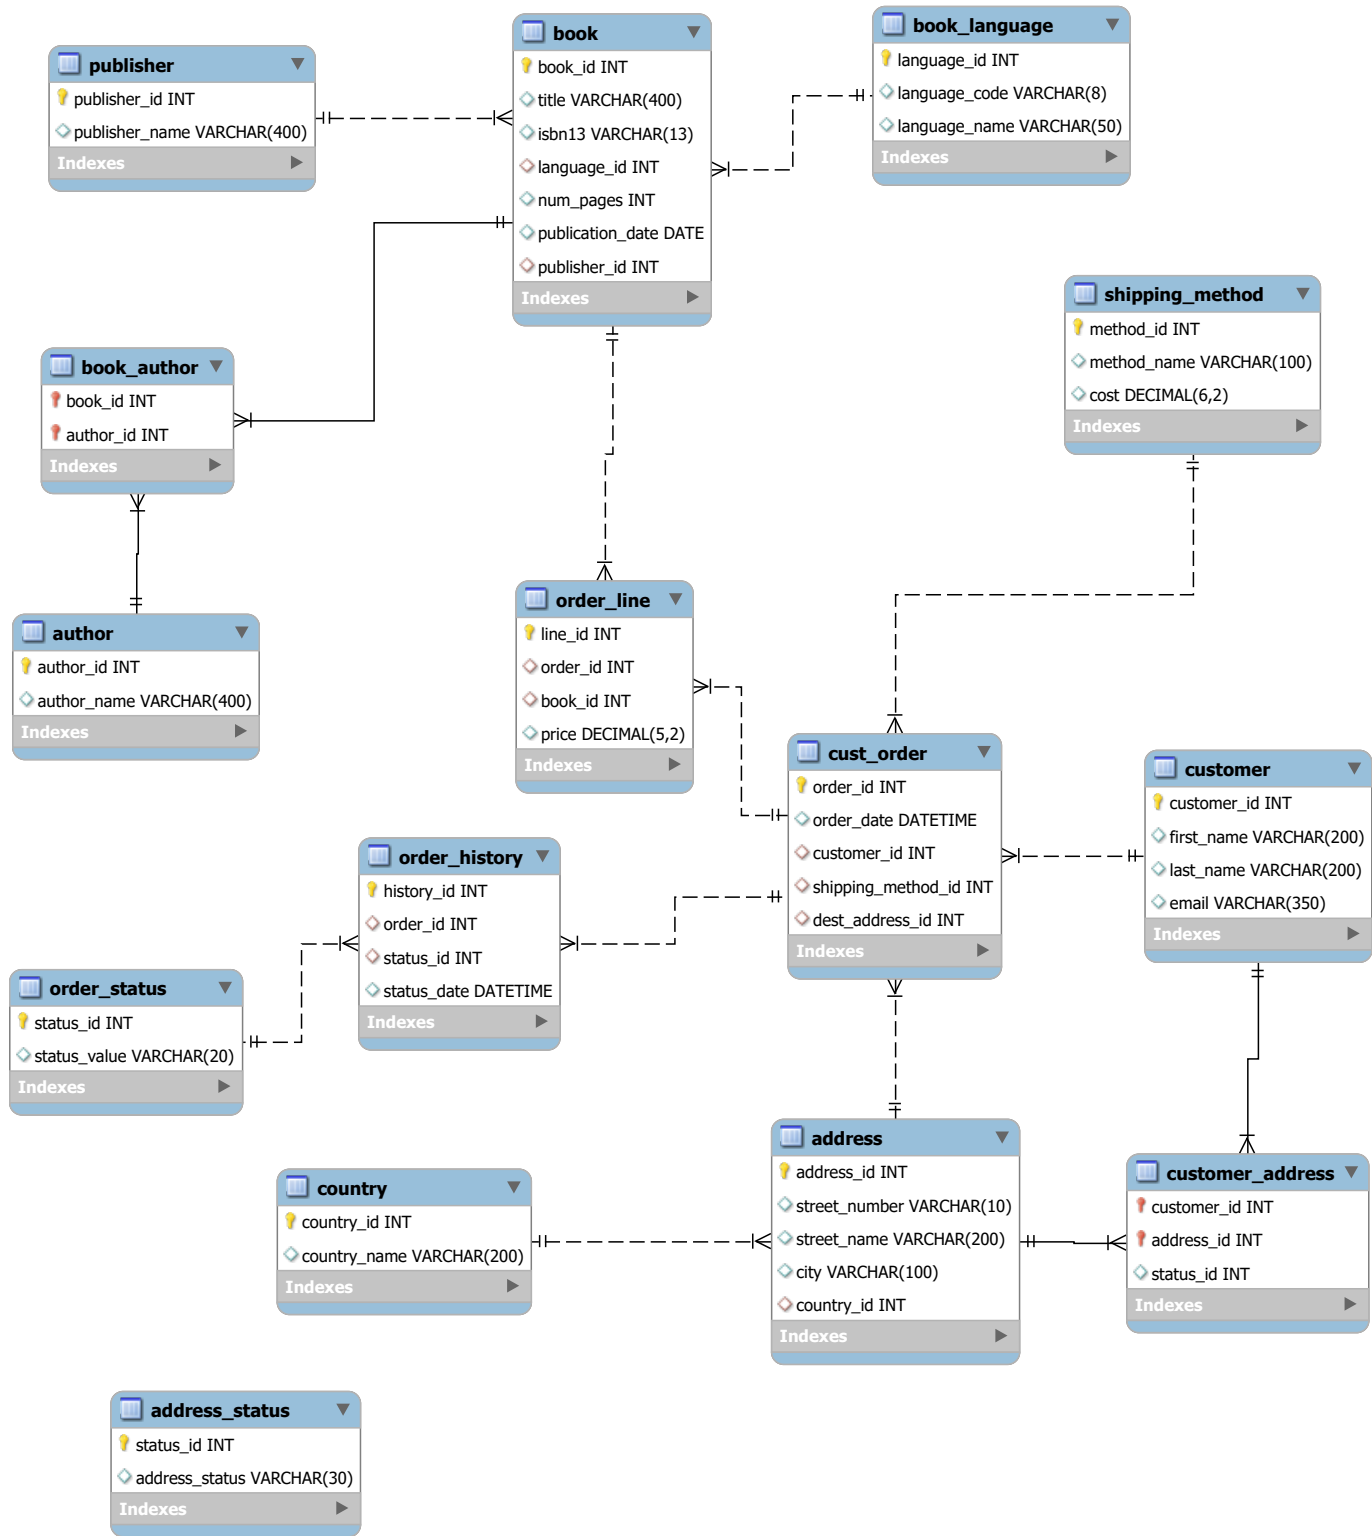 publisher
publisher_id INT
publisher_name VARCHAR(400)
Indexes
book
book_id INT
title VARCHAR(400)
isbn13 VARCHAR(13)
language_id INT
num_pages INT
publication_date DATE
publisher_id INT
Indexes
book_language
language_id INT
language_code VARCHAR(8)
language_name VARCHAR(50)
Indexes
shipping_method
method_id INT
method_name VARCHAR(100)
cost DECIMAL(6,2)
Indexes
book_author
book_id INT
author_id INT
Indexes
author
author_id INT
author_name VARCHAR(400)
Indexes
order_line
line_id INT
order_id INT
book_id INT
price DECIMAL(5,2)
Indexes
cust_order
order_id INT
order_date DATETIME
customer_id INT
shipping_method_id INT
dest_address_id INT
Indexes
customer
customer_id INT
first_name VARCHAR(200)
last_name VARCHAR(200)
email VARCHAR(350)
Indexes
order_history
history_id INT
order_id INT
status_id INT
status_date DATETIME
Indexes
order_status
status_id INT
status_value VARCHAR(20)
Indexes
address
address_id INT
street_number VARCHAR(10)
street_name VARCHAR(200)
city VARCHAR(100)
country_id INT
Indexes
customer_address
customer_id INT
address_id INT
status_id INT
Indexes
country
country_id INT
country_name VARCHAR(200)
Indexes
address_status
status_id INT
address_status VARCHAR(30)
Indexes